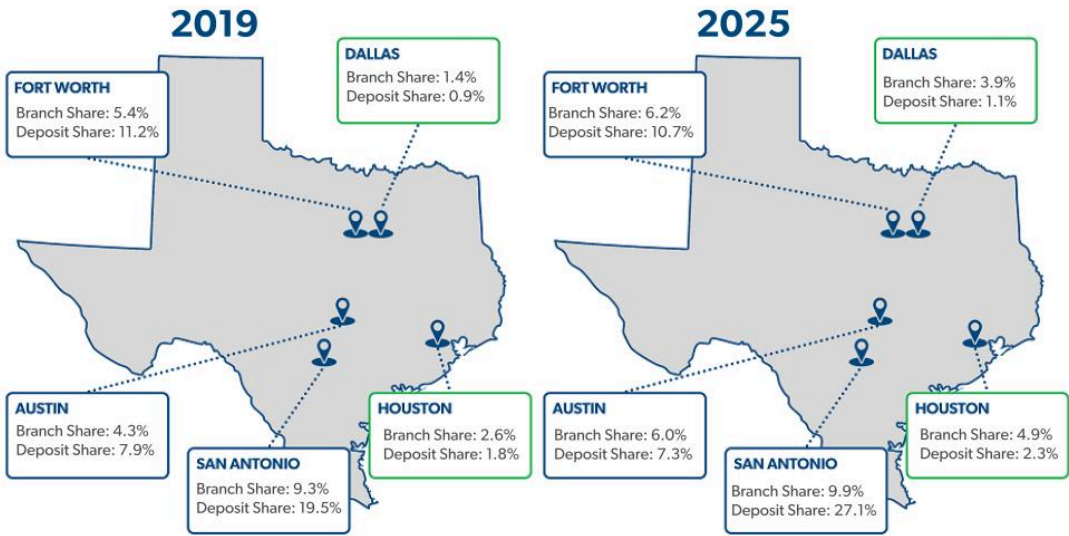 2019
DALLAS
Branch Share: 1.4%
Deposit Share: 0.9%
FORT WORTH
Branch Share: 5.4%
Deposit Share: 11.2%
AUSTIN
Branch Share: 4.3%
Deposit Share: 7.9%
SAN ANTONIO
Branch Share: 9.3%
Deposit Share: 19.5%
HOUSTON
Branch Share: 2.6%
Deposit Share: 1.8%
2025
DALLAS
Branch Share: 3.9%
Deposit Share: 1.1%
FORT WORTH
Branch Share: 6.2%
Deposit Share: 10.7%
AUSTIN
Branch Share: 6.0%
Deposit Share: 7.3%
SAN ANTONIO
Branch Share: 9.9%
Deposit Share: 27.1%
HOUSTON
Branch Share: 4.9%
Deposit Share: 2.3%